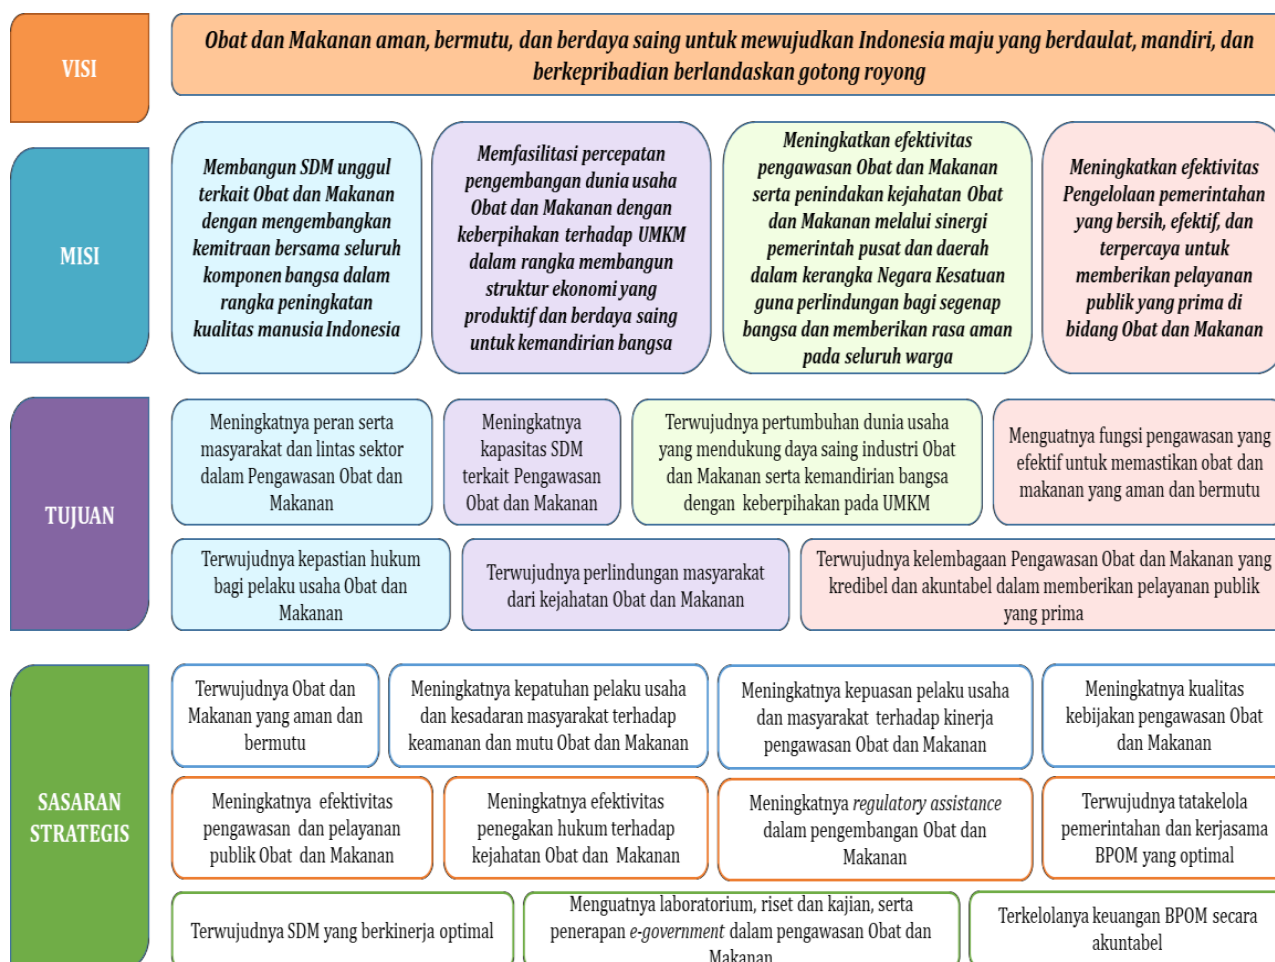 VISI
Obat dan Makanan aman, bermutu, dan berdaya saing untuk mewujudkan Indonesia maju yang berdaulat, mandiri, dan
berkepribadian berlandaskan gotong royong
MISI
Membangun SDM unggul
terkait Obat dan Makanan
dengan mengembangkan
kemitraan bersama seluruh
komponen bangsa dalam
rangka peningkatan
kualitas manusia Indonesia
Memfasilitasi percepatan
pengembangan dunia usaha
Obat dan Makanan dengan
keberpihakan terhadap UMKM
dalam rangka membangun
struktur ekonomi yang
produktif dan berdaya saing
untuk kemandirian bangsa
Meningkatkan efektivitas
pengawasan Obat dan Makanan
serta penindakan kejahatan Obat
dan Makanan melalui sinergi
pemerintah pusat dan daerah
dalam kerangka Negara Kesatuan
guna perlindungan bagi segenap
bangsa dan memberikan rasa aman
pada seluruh warga
Meningkatkan efektivitas
Pengelolaan pemerintahan
yang bersih, efektif, dan
terpercaya untuk
memberikan pelayanan
publik yang prima di
bidang Obat dan Makanan
TUJUAN
Meningkatnya peran serta
masyarakat dan lintas sektor
dalam Pengawasan Obat dan
Makanan
Meningkatnya
kapasitas SDM
terkait Pengawasan
Obat dan Makanan
Terwujudnya pertumbuhan dunia usaha
yang mendukung daya saing industri Obat
dan Makanan serta kemandirian bangsa
dengan keberpihakan pada UMKM
Menguatnya fungsi pengawasan yang
efektif untuk memastikan obat dan
makanan yang aman dan bermutu
Terwujudnya kepastian hukum
bagi pelaku usaha Obat dan
Makanan
Terwujudnya perlindungan masyarakat
dari kejahatan Obat dan Makanan
Terwujudnya kelembagaan Pengawasan Obat dan Makanan yang
kredibel dan akuntabel dalam memberikan pelayanan publik
yang prima
SASARAN
STRATEGIS
Terwujudnya Obat dan
Makanan yang aman dan
bermutu
Meningkatnya kepatuhan pelaku usaha
dan kesadaran masyarakat terhadap
keamanan dan mutu Obat dan Makanan
Meningkatnya kepuasan pelaku usaha
dan masyarakat terhadap kinerja
pengawasan Obat dan Makanan
Meningkatnya kualitas
kebijakan pengawasan Obat
dan Makanan
Meningkatnya efektivitas
pengawasan dan pelayanan
publik Obat dan Makanan
Meningkatnya efektivitas
penegakan hukum terhadap
kejahatan Obat dan Makanan
Meningkatnya regulatory assistance
dalam pengembangan Obat dan
Makanan
Terwujudnya tatakelola
pemerintahan dan kerjasama
BPOM yang optimal
Terwujudnya SDM yang berkinerja optimal
Menguatnya laboratorium, riset dan kajian, serta
penerapan e-government dalam pengawasan Obat dan
Makanan
Terkelolanya keuangan BPOM secara
akuntabel